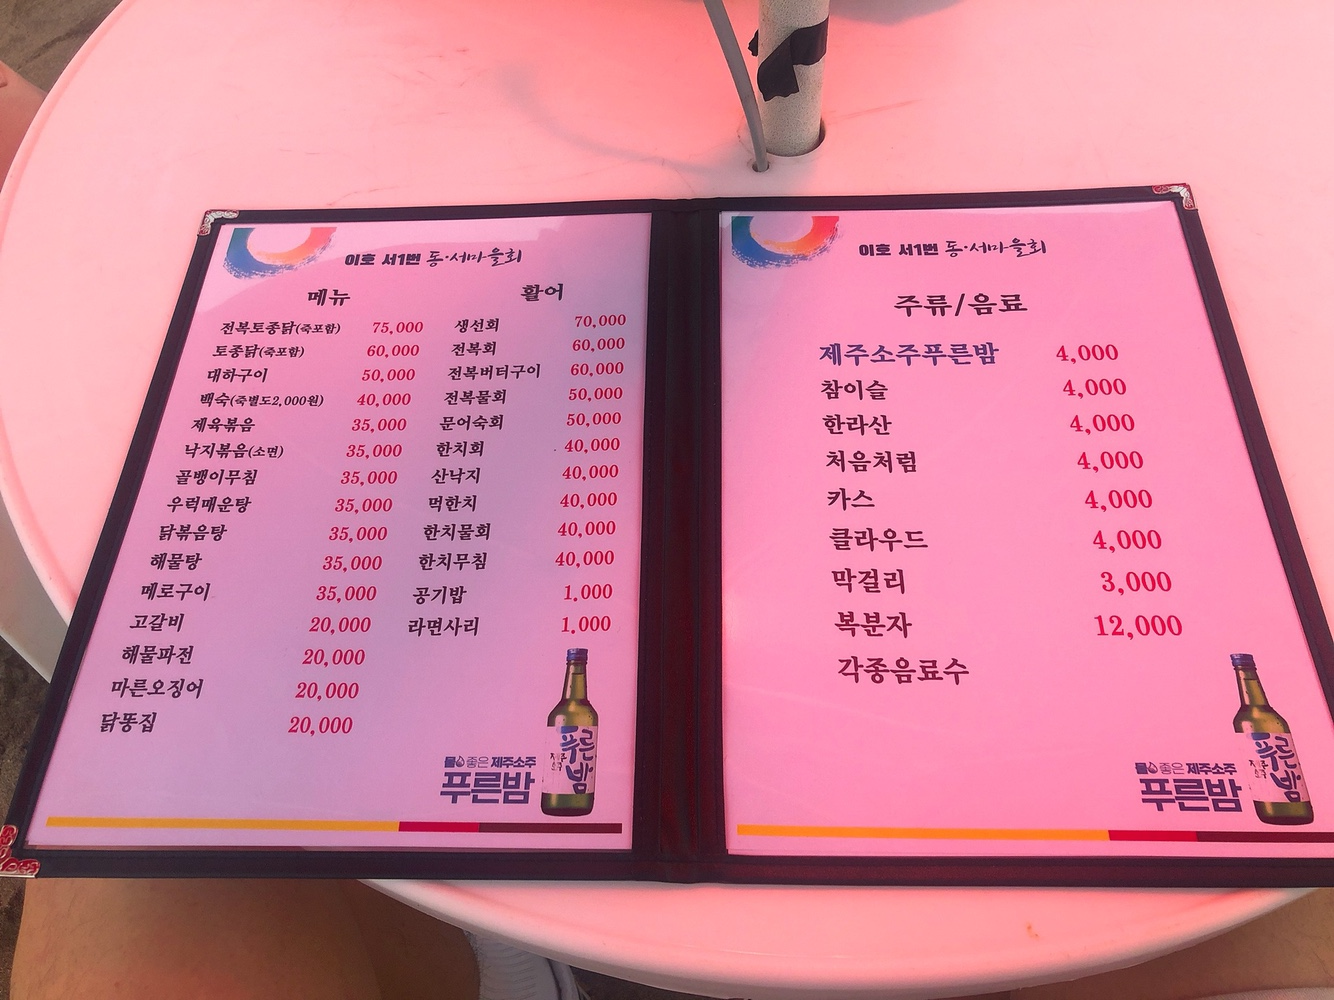 이호 서1번 동·서마을회
메뉴
전복토종닭(죽포함) 75,000
토종닭(죽포함) 60,000
대하구이 50,000
백숙(죽별도2,000원) 40,000
제육볶음 35,000
낙지볶음(소면) 35,000
골뱅이무침 35,000
우럭매운탕 35,000
닭볶음탕 35,000
해물탕 35,000
메로구이 35,000
고갈비 20,000
해물파전 20,000
마른오징어 20,000
닭똥집 20,000
활어
생선회 70,000
전복회 60,000
전복버터구이 60,000
전복물회 50,000
문어숙회 50,000
한치회 40,000
산낙지 40,000
먹한치 40,000
한치물회 40,000
한치무침 40,000
공기밥 1,000
라면사리 1,000
물 좋은 제주소주
푸른밤
제주소주
푸른밤
이호 서1번 동·서마을회
주류/음료
제주소주푸른밤 4,000
참이슬 4,000
한라산 4,000
처음처럼 4,000
카스 4,000
클라우드 4,000
막걸리 3,000
복분자 12,000
각종음료수
물 좋은 제주소주
푸른밤
제주소주
푸른밤